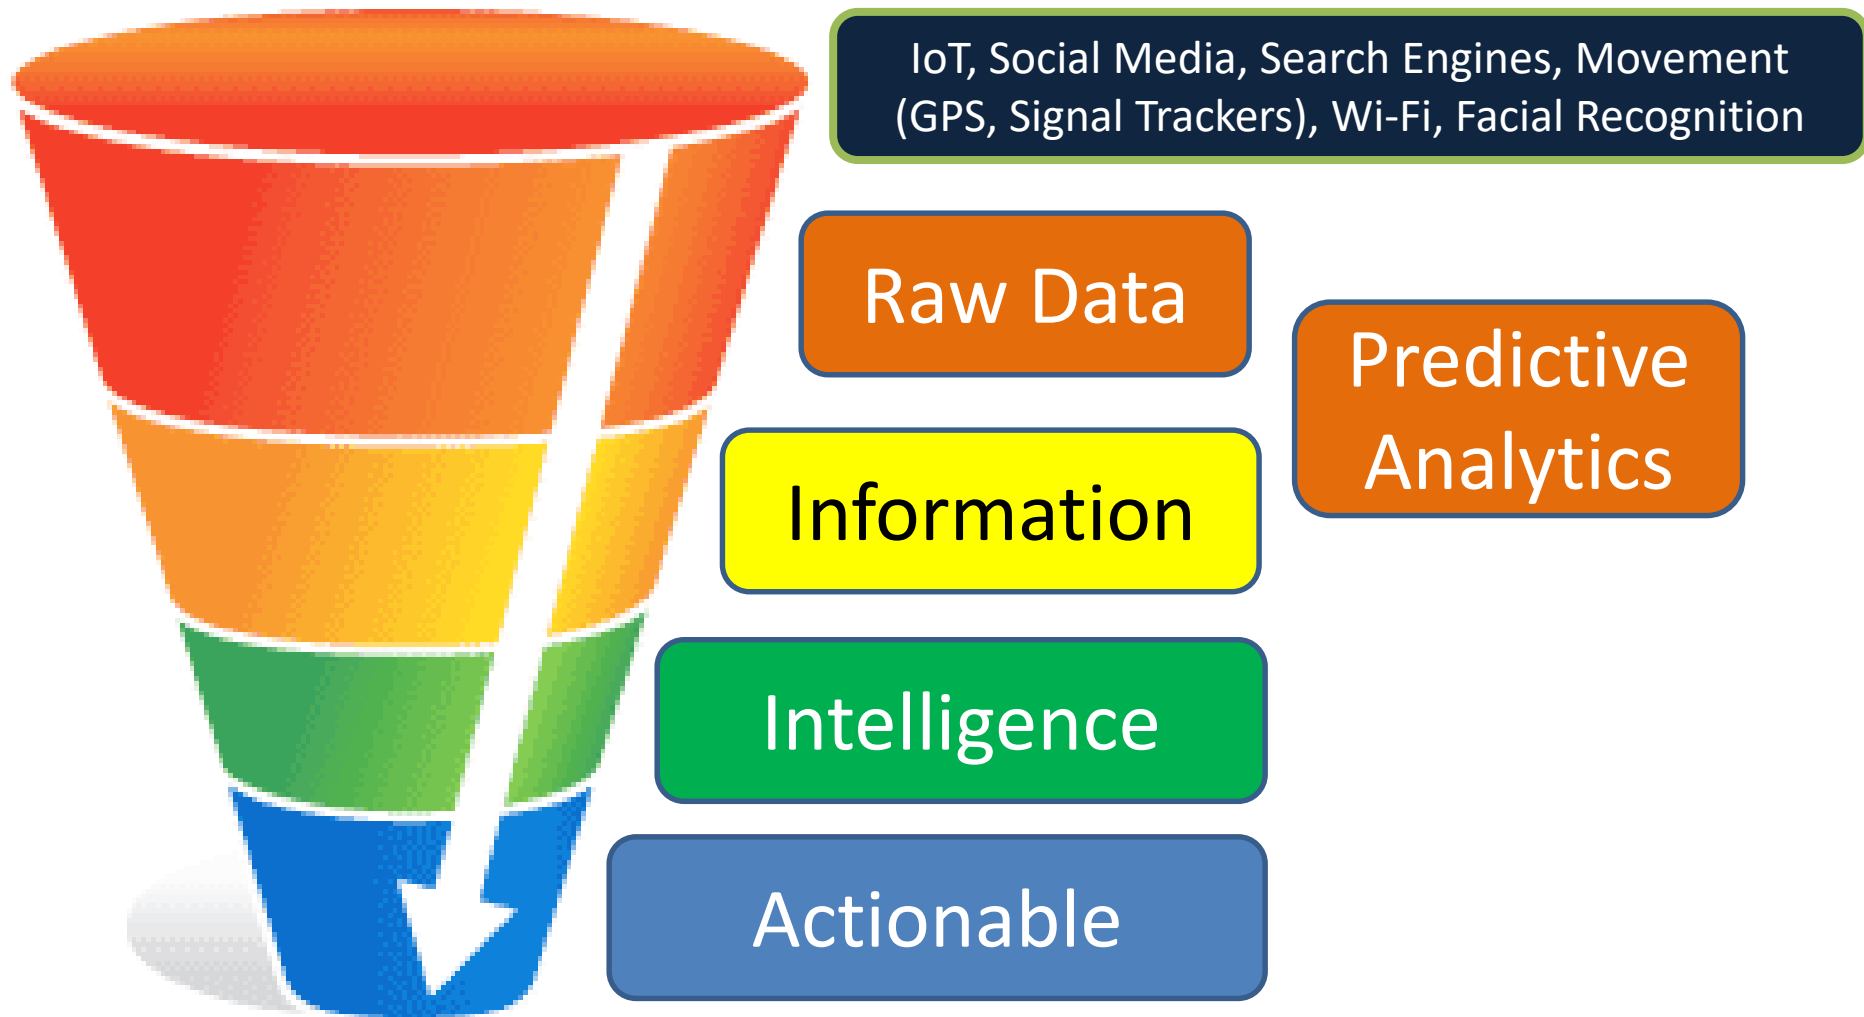 IoT, Social Media, Search Engines, Movement
(GPS, Signal Trackers), Wi-Fi, Facial Recognition
Raw Data
Predictive
Analytics
Information
Intelligence
Actionable